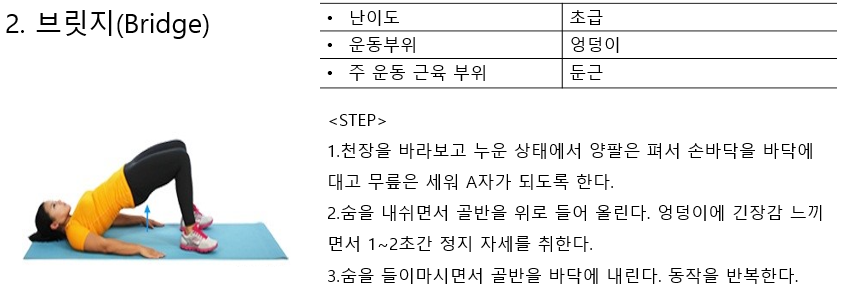 2. 브릿지(Bridge)
• 난이도 초급
• 운동부위 엉덩이
• 주 운동 근육 부위 둔근
<STEP>
1.천장을 바라보고 누운 상태에서 양팔은 펴서 손바닥을 바닥에
대고 무릎은 세워 A자가 되도록 한다.
2.숨을 내쉬면서 골반을 위로 들어 올린다. 엉덩이에 긴장감 느끼
면서 1~2초간 정지 자세를 취한다.
3.숨을 들이마시면서 골반을 바닥에 내린다. 동작을 반복한다.